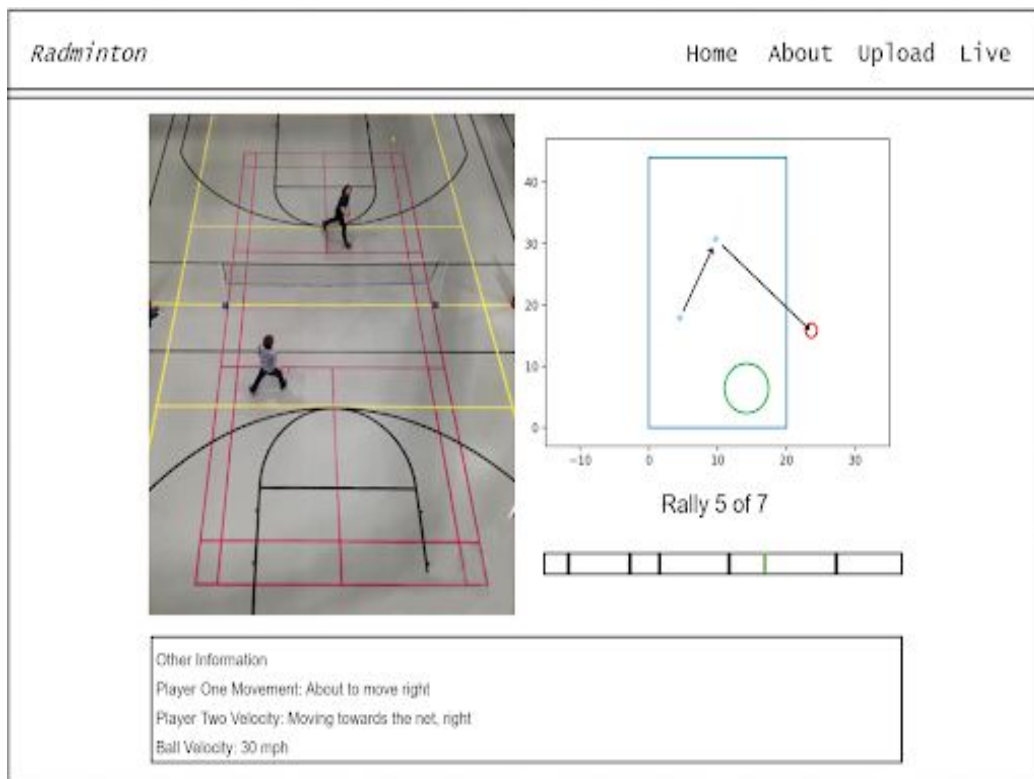 Radminton
Home About Upload Live
40
30
20
10
0
−10 0 10 20 30
Rally 5 of 7
Other Information
Player One Movement: About to move right
Player Two Velocity: Moving towards the net, right
Ball Velocity: 30 mph